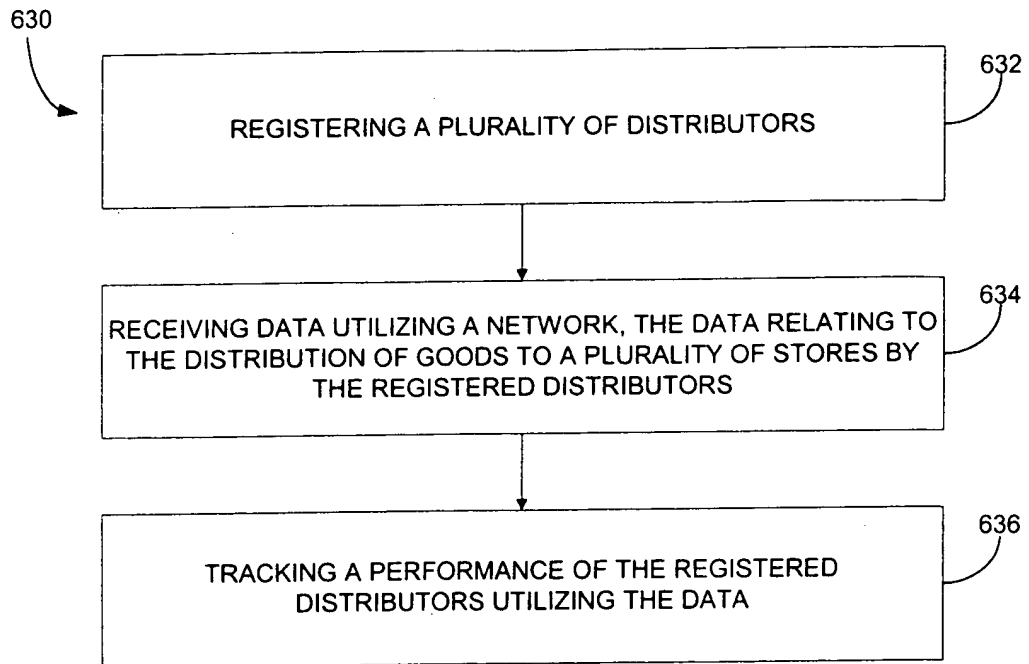 630
632
REGISTERING A PLURALITY OF DISTRIBUTORS
634
RECEIVING DATA UTILIZING A NETWORK, THE DATA RELATING TO
THE DISTRIBUTION OF GOODS TO A PLURALITY OF STORES BY
THE REGISTERED DISTRIBUTORS
636
TRACKING A PERFORMANCE OF THE REGISTERED
DISTRIBUTORS UTILIZING THE DATA